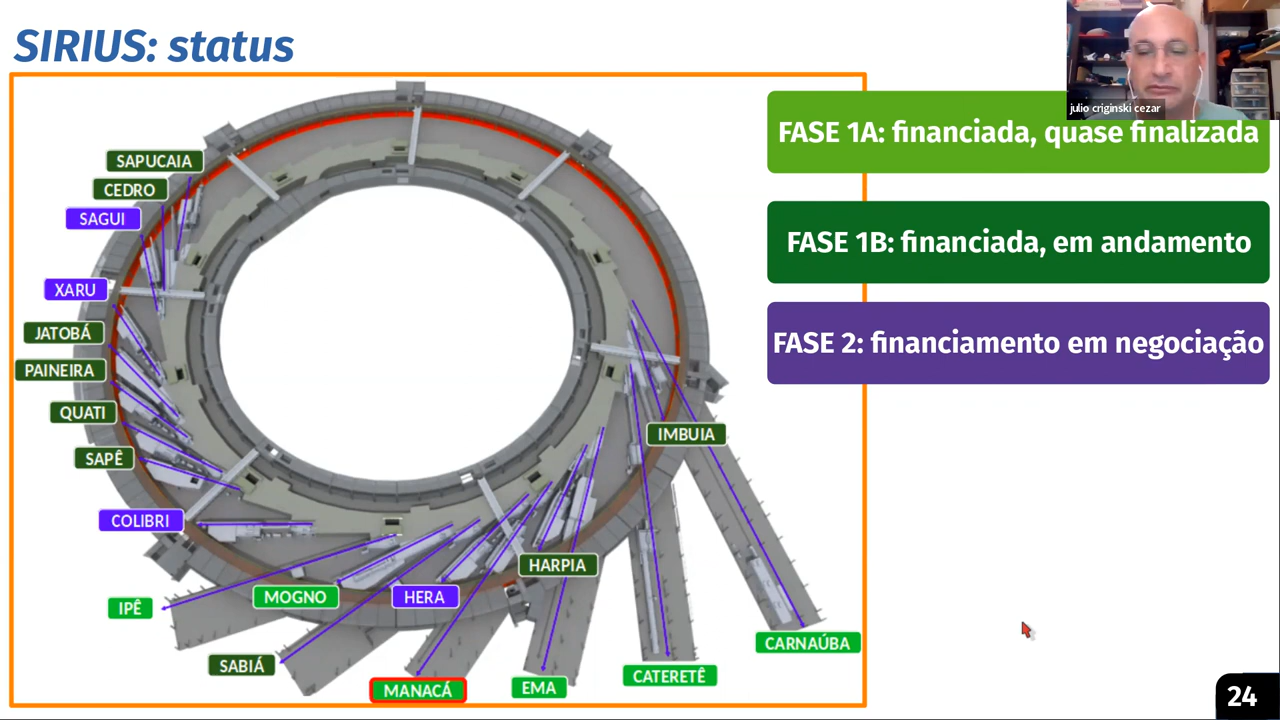 SIRIUS: status
julio criginski cezar
FASE 1A: financiada, quase finalizada
FASE 1B: financiada, em andamento
FASE 2: financiamento em negociação
SAPUCAIA
CEDRO
SAGUI
XARU
JATOBÁ
PAINEIRA
QUATI
SAPÊ
COLIBRI
IPÊ
MOGNO
HERA
HARPIA
IMBUIA
SABIÁ
MANACÁ
EMA
CATERETÊ
CARNAÚBA
24